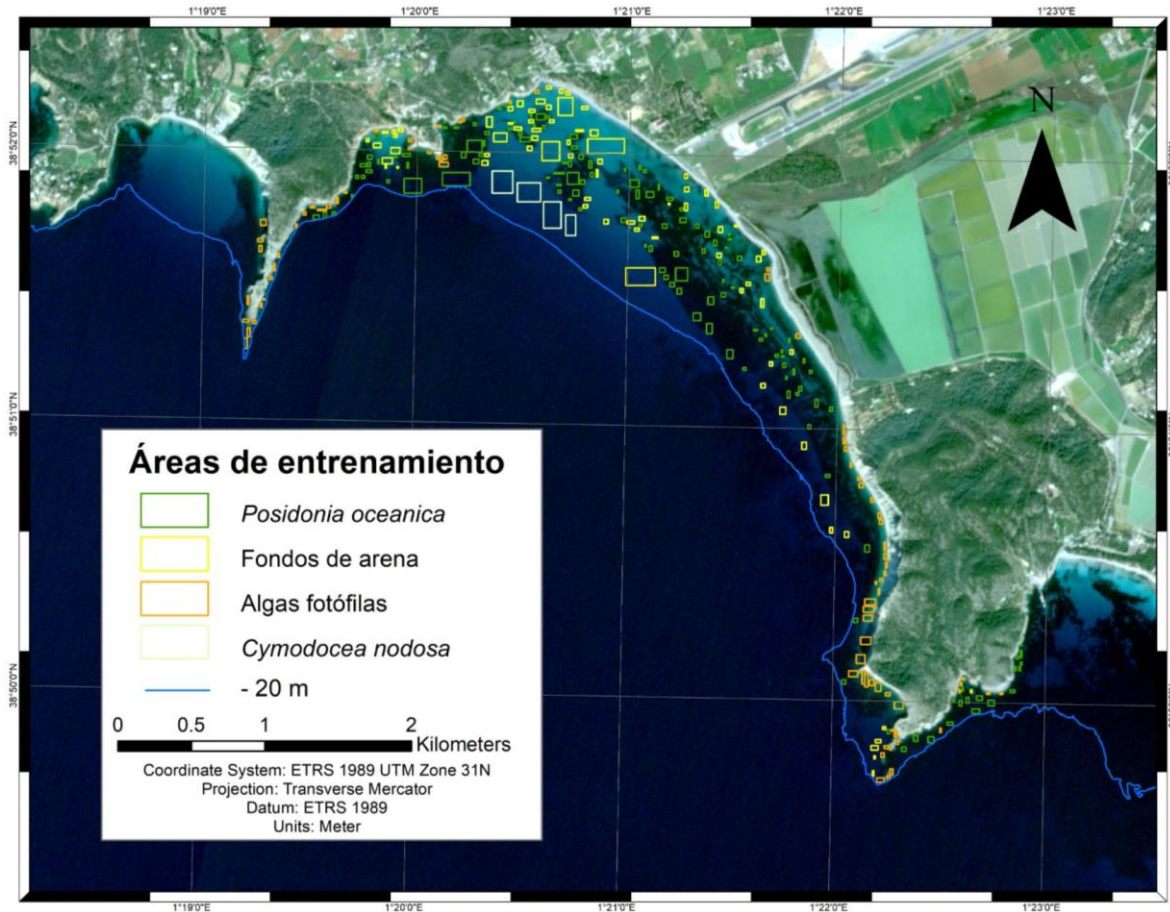 1°19'0"E 1°20'0"E 1°21'0"E 1°22'0"E 1°23'0"E
N
38°52'0"N
38°51'0"N
38°50'0"N
Áreas de entrenamiento
Posidonia oceanica
Fondos de arena
Algas fotófilas
Cymodocea nodosa
- 20 m
0 0.5 1 2
Kilometers
Coordinate System: ETRS 1989 UTM Zone 31N
Projection: Transverse Mercator
Datum: ETRS 1989
Units: Meter
1°19'0"E 1°20'0"E 1°21'0"E 1°22'0"E 1°23'0"E